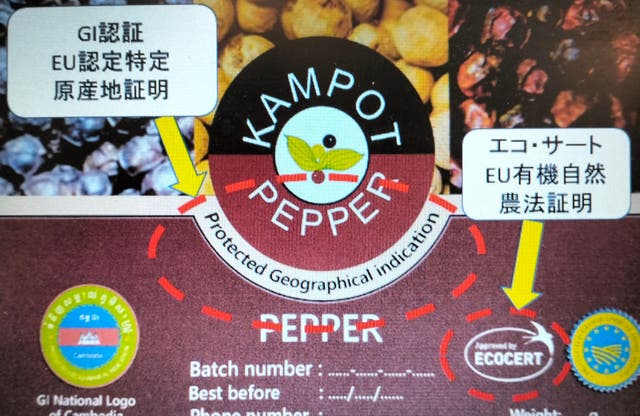 GI認証
EU認定特定
原産地証明
KAMPOT
PEPPER
エコ・サート
EU有機自然
農法証明
Protected Geographical indication
PEPPER
Approved by
ECOCERT
Cambodia
Batch number : .....-.....-.....-.....
Best before : ..../..../.....
GI National Logo
of Cambodia
Phone number :
Weight: